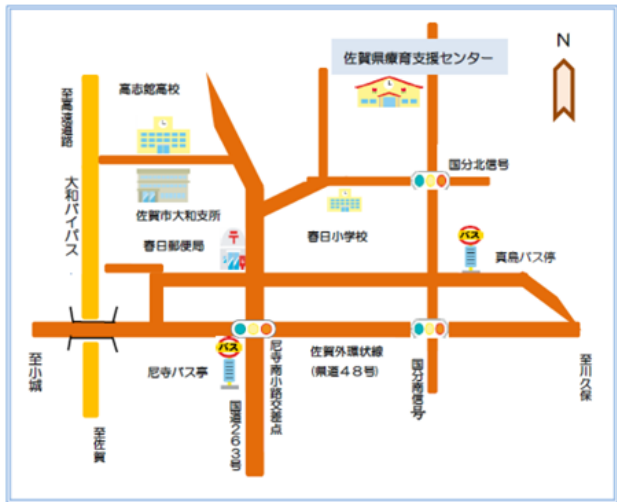 N
佐賀県療育支援センター
至高速道路
高志館高校
国分北信号
大和バイパス
佐賀市大和支所
春日郵便局
〒
春日小学校
バス
真島バス停
バス
尼寺バス亭
尼寺南小路交差点
佐賀外環状線
(県道48号)
国分南信号
至小城
至川久保
至佐賀
国道263号